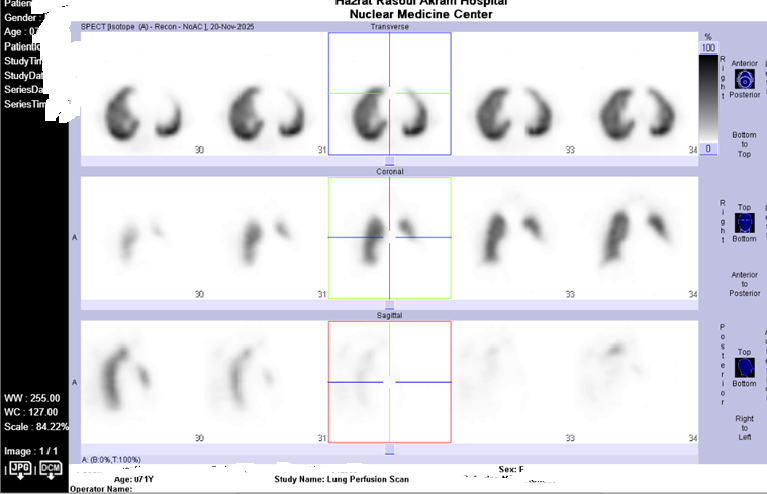 Hazrat Rasoul Akram Hospital
Nuclear Medicine Center
Patien
Gender :
Age : 07
StudyTim
StudyDat
SeriesDa
SeriesTim
SPECT [Isotope (A) - Recon - NoAC ], 20-Nov-2025
Transverse
%
100
0
Right
Anterior
Posterior
Bottom
to
Top
30
31
33
34
Coronal
A
Right
Top
Bottom
Anterior
to
Posterior
30
31
33
34
Sagittal
A
Posterior
Top
Bottom
Right
to
Left
30
31
33
34
WW : 255.00
WC : 127.00
Scale : 84.22%
Image : 1 / 1
JPG
DCM
A: (B:0%,T:100%)
Sex: F
Age: 071Y
Study Name: Lung Perfusion Scan
Operator Name: